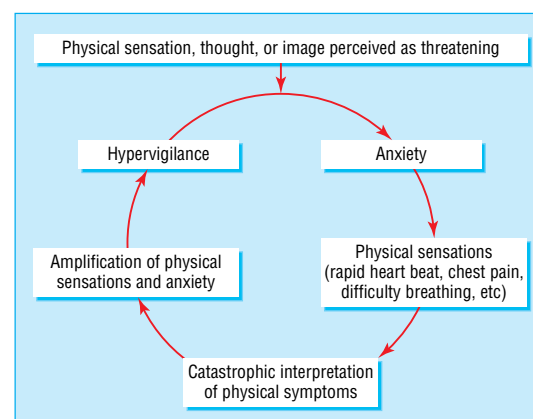 Physical sensation, thought, or image perceived as threatening
Hypervigilance
Anxiety
Amplification of physical
sensations and anxiety
Physical sensations
(rapid heart beat, chest pain,
difficulty breathing, etc)
Catastrophic interpretation
of physical symptoms